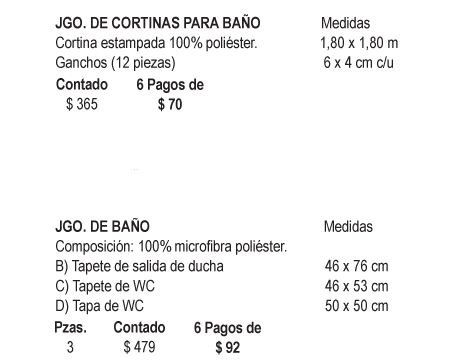 JGO. DE CORTINAS PARA BAÑO Medidas
Cortina estampada 100% poliéster. 1,80 x 1,80 m
Ganchos (12 piezas) 6 x 4 cm c/u
Contado 6 Pagos de
$ 365 $ 70
JGO. DE BAÑO Medidas
Composición: 100% microfibra poliéster.
B) Tapete de salida de ducha 46 x 76 cm
C) Tapete de WC 46 x 53 cm
D) Tapa de WC 50 x 50 cm
Pzas. Contado 6 Pagos de
3 $ 479 $ 92